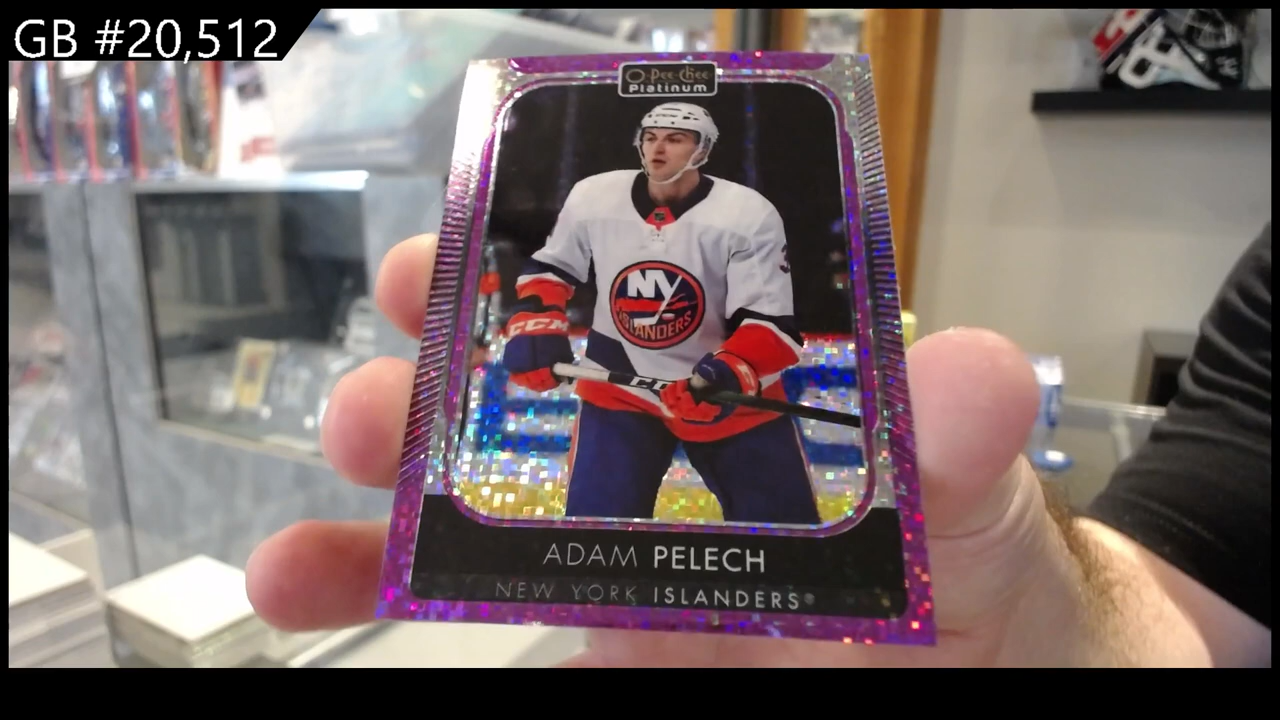 GB #20,512
O-Pee-Chee
Platinum
NY
ISLANDERS
CCM
ADAM PELECH
NEW YORK ISLANDERS®